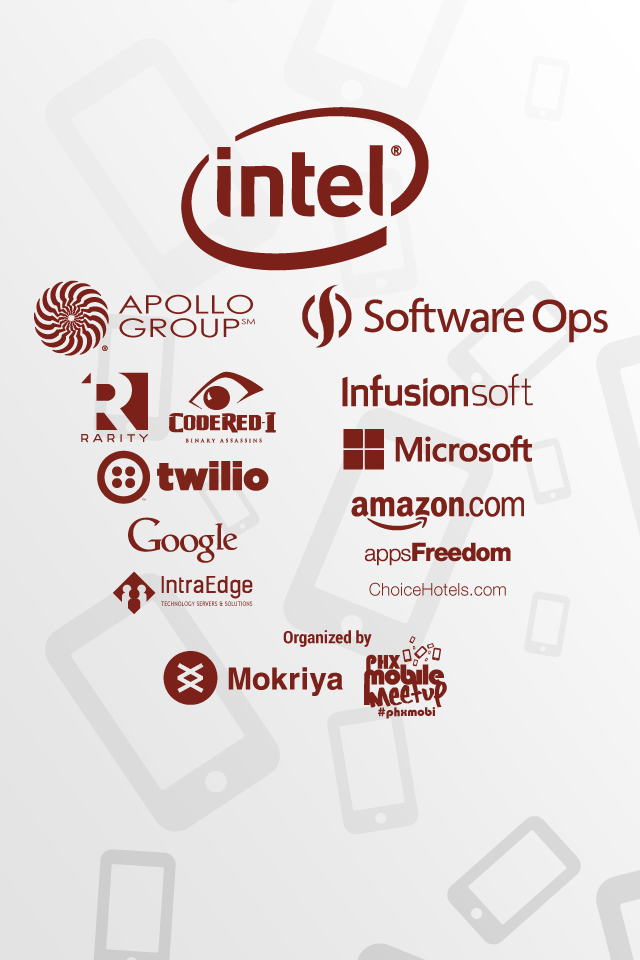 intel®
APOLLO
GROUP℠
®
Software Ops
R
RARITY
CODERED-I
BINARY ASSASSINS
Infusionsoft
Microsoft
twilio
amazon.com
Google
appsFreedom
IntraEdge
TECHNOLOGY SERVERS & SOLUTIONS
ChoiceHotels.com
Organized by
Mokriya
PHX
mobile
meetup
#phxmobi